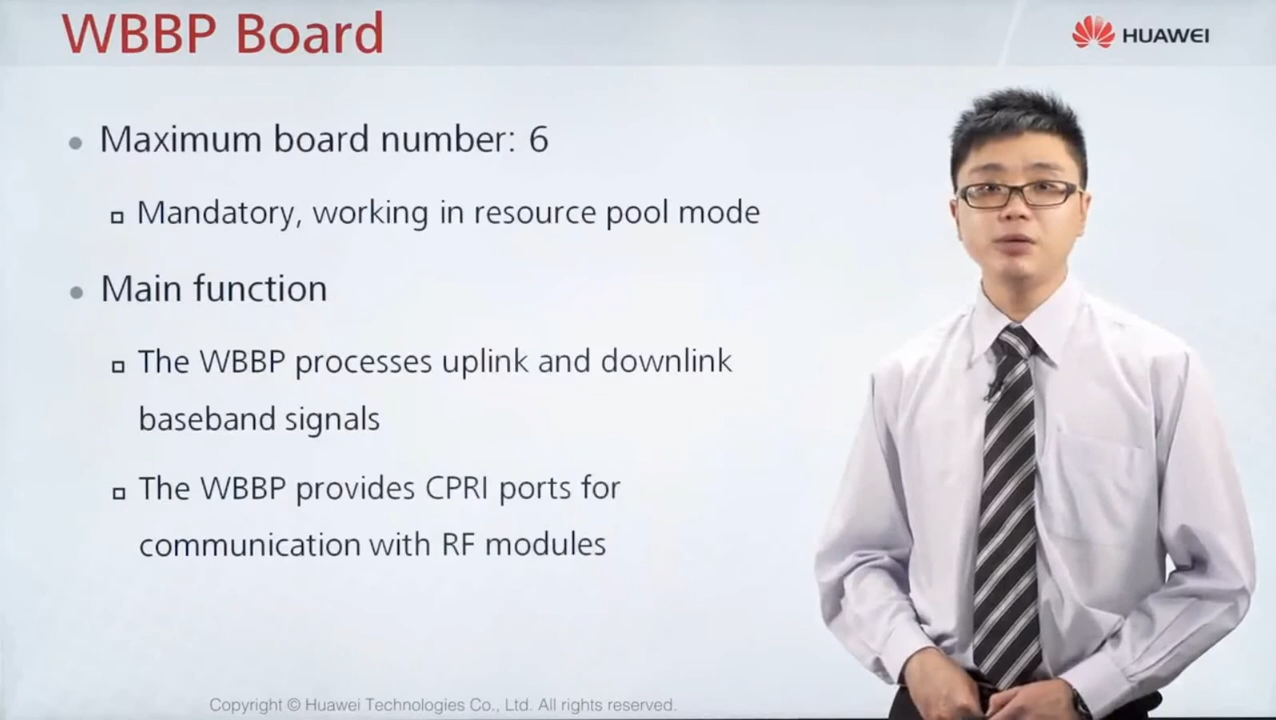 WBBP Board
HUAWEI
Maximum board number: 6
Mandatory, working in resource pool mode
Main function
The WBBP processes uplink and downlink
baseband signals
The WBBP provides CPRI ports for
communication with RF modules
Copyright © Huawei Technologies Co., Ltd. All rights reserved.